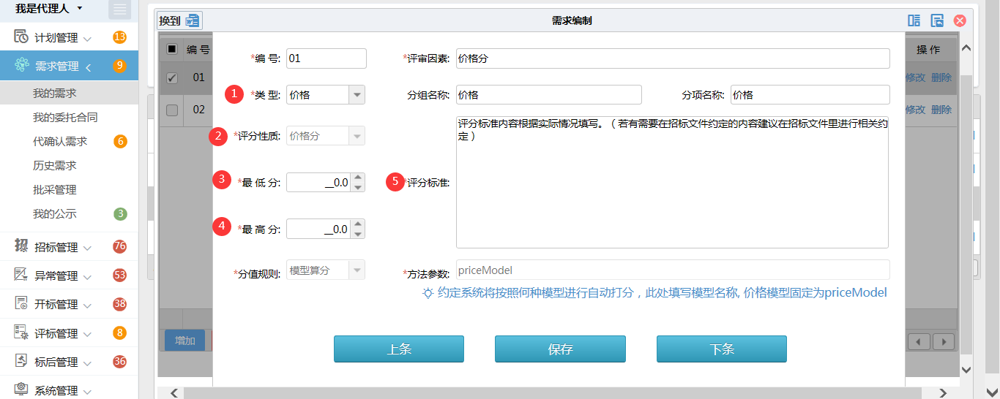 我是代理人
计划管理 13
需求管理 9
我的需求
我的委托合同
代确认需求 6
历史需求
批采管理
我的公示 3
招标管理 76
异常管理 53
开标管理 38
评标管理 8
标后管理 36
系统管理
换到
需求编制
编 号
操 作
01
修改 删除
02
修改 删除
增加
*编 号: 01
*评审因素: 价格分
1 *类 型: 价格
分组名称: 价格
分项名称: 价格
2 *评分性质: 价格分
3 *最 低 分: __0.0
4 *最 高 分: __0.0
5 *评分标准:
评分标准内容根据实际情况填写。（若有需要在招标文件约定的内容建议在招标文件里进行相关约
定）
*分值规则: 模型算分
*方法参数: priceModel
约定系统将按照何种模型进行自动打分，此处填写模型名称, 价格模型固定为priceModel
上条
保存
下条